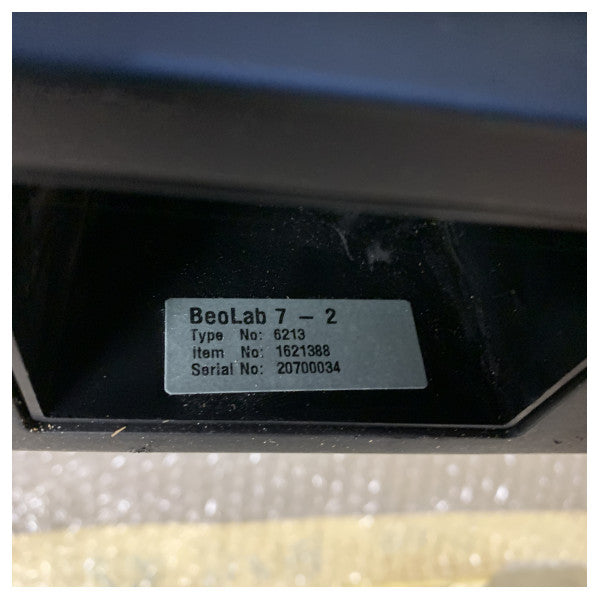 BeoLab 7 - 2
Type No: 6213
Item No: 1621388
Serial No: 20700034